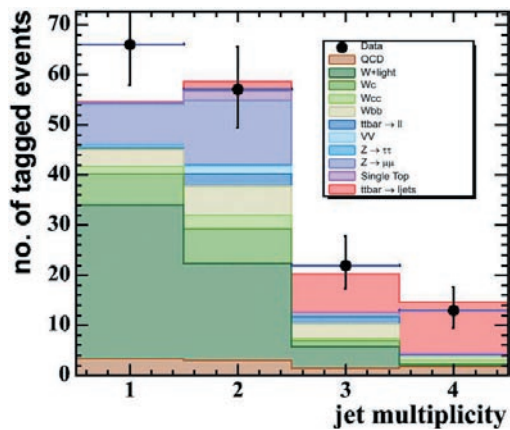 no. of tagged events
70
60
50
40
30
20
10
0
Data
QCD
W+light
Wc
Wcc
Wbb
ttbar → ll
VV
Z → ττ
Z → μμ
Single Top
ttbar → ljets
1 2 3 4
jet multiplicity